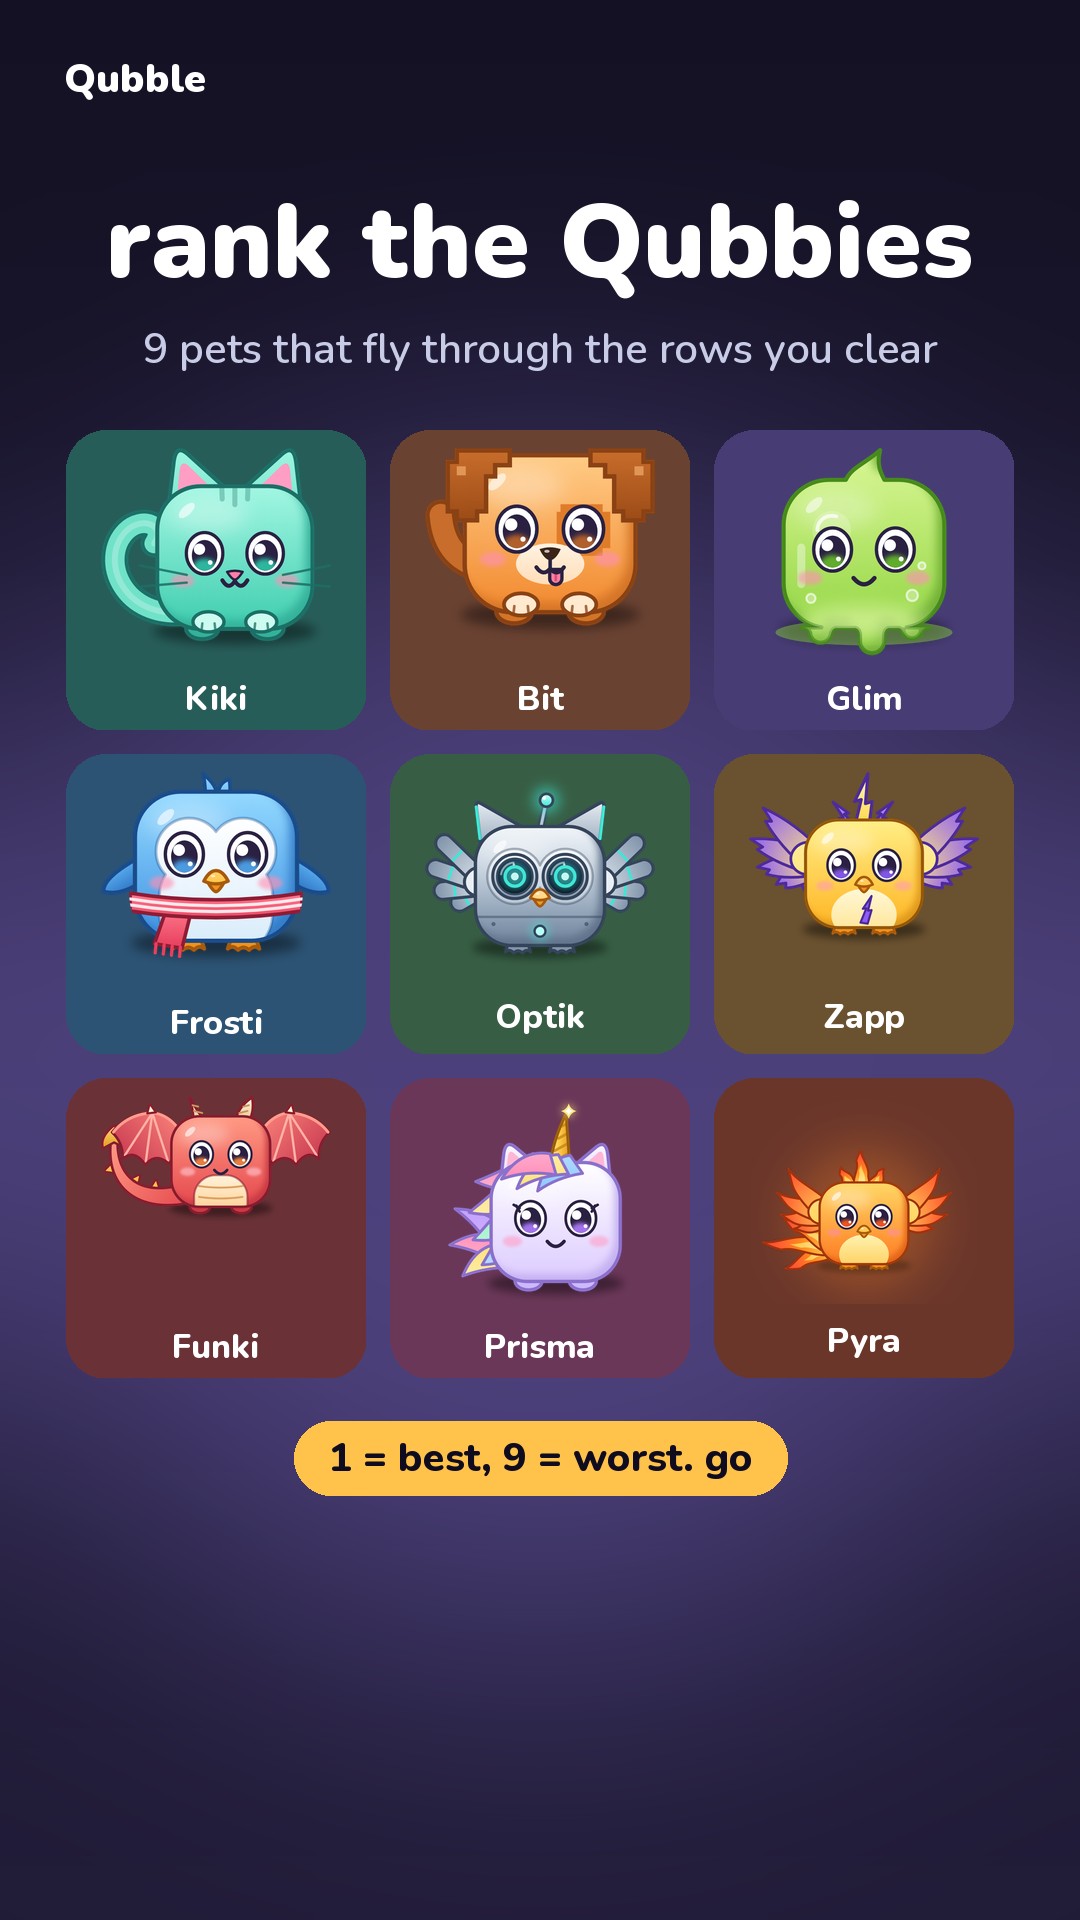 Qubble
rank the Qubbies
9 pets that fly through the rows you clear
Kiki
Bit
Glim
Frosti
Optik
Zapp
Funki
Prisma
Pyra
1 = best, 9 = worst. go